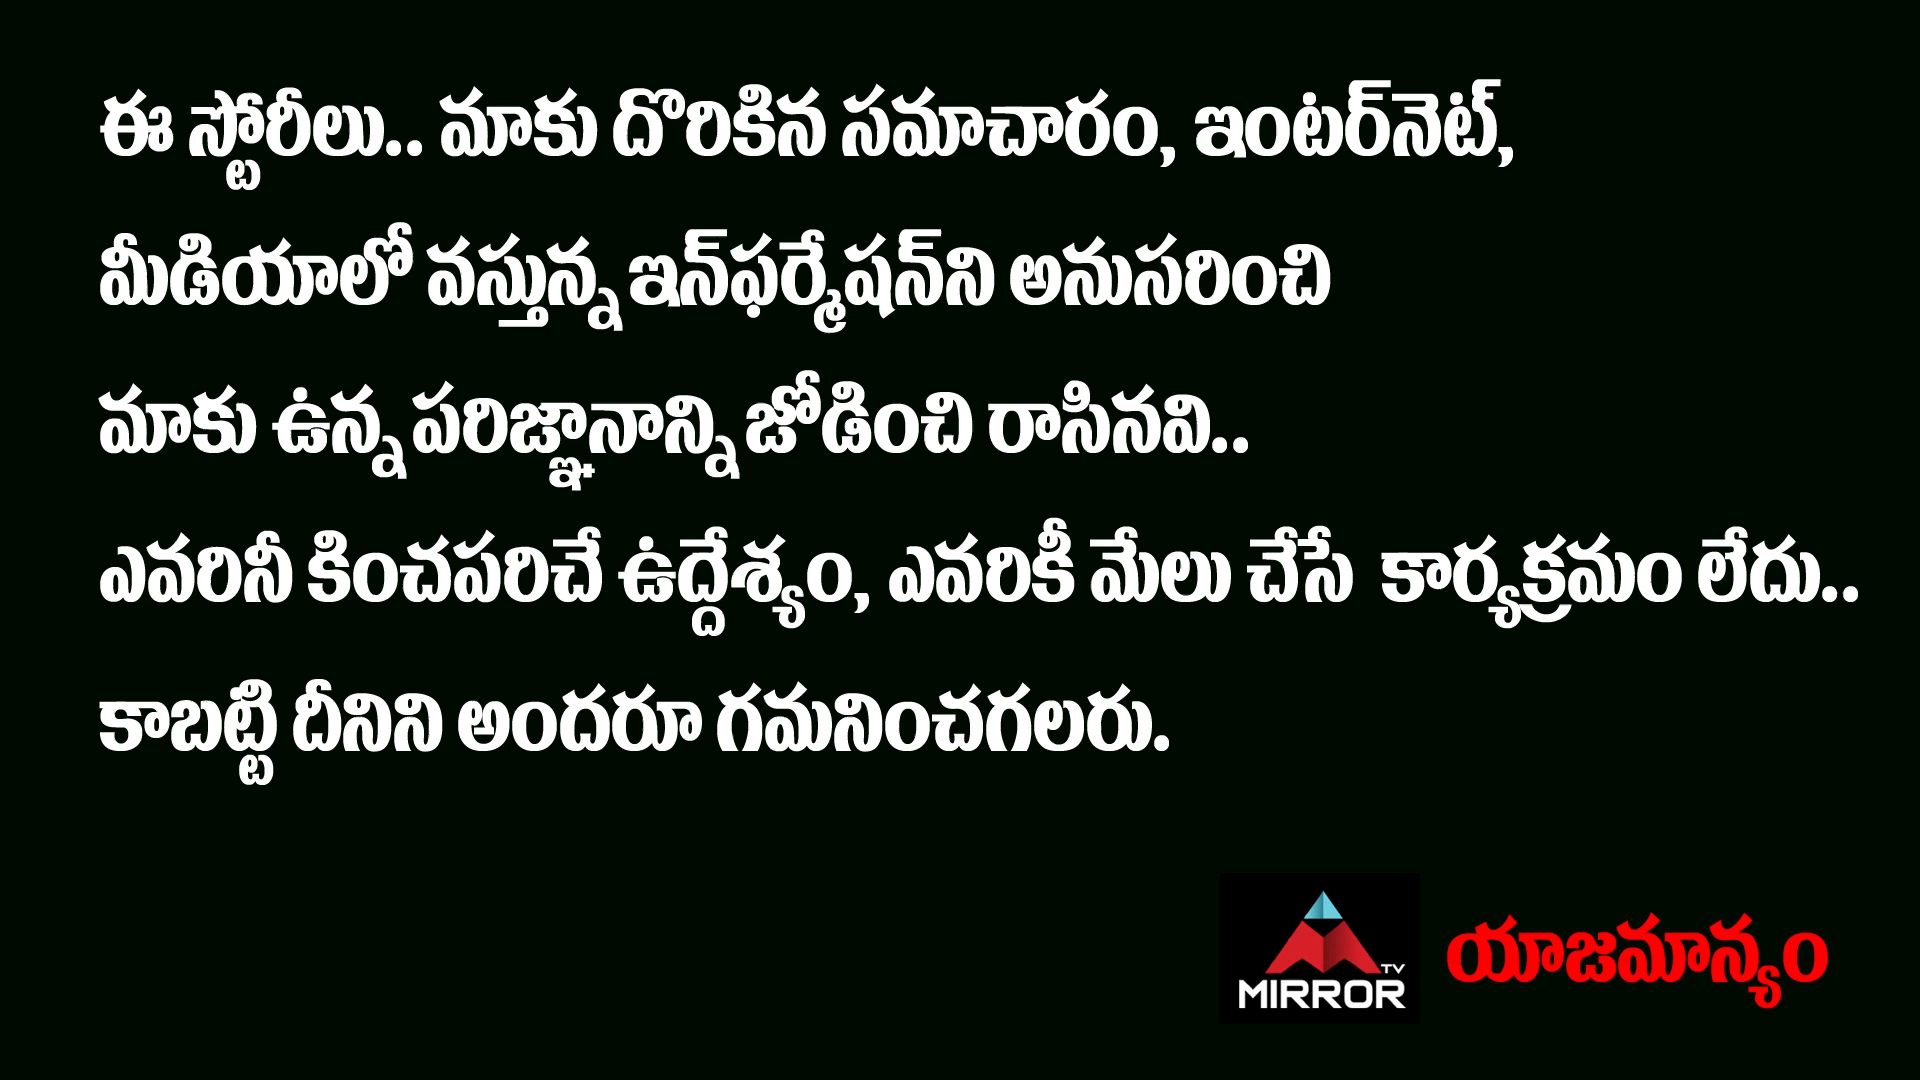 ఈ స్టోరీలు.. మాకు దొరికిన సమాచారం, ఇంటర్‌నెట్,
మీడియాలో వస్తున్న ఇన్‌ఫర్మేషన్‌ని అనుసరించి
మాకు ఉన్న పరిజ్ఞానాన్ని జోడించి రాసినవి..
ఎవరినీ కించపరిచే ఉద్దేశ్యం, ఎవరికీ మేలు చేసే కార్యక్రమం లేదు..
కాబట్టి దీనిని అందరూ గమనించగలరు.
TV
MIRROR
యాజమాన్యం